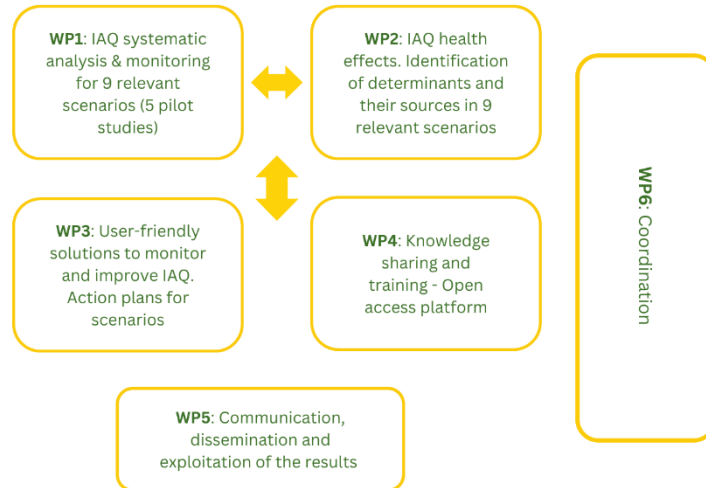 WP1: IAQ systematic
analysis & monitoring
for 9 relevant
scenarios (5 pilot
studies)
WP2: IAQ health
effects. Identification
of determinants and
their sources in 9
relevant scenarios
WP3: User-friendly
solutions to monitor
and improve IAQ.
Action plans for
scenarios
WP4: Knowledge
sharing and
training - Open
access platform
WP5: Communication,
dissemination and
exploitation of the results
WP6: Coordination